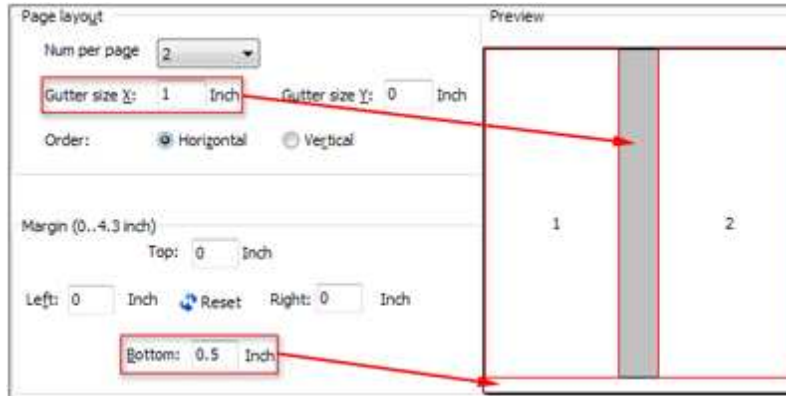 Page layout
Preview
Num per page 2
Gutter size X: 1 Inch Gutter size Y: 0 Inch
Order: Horizontal Vertical
1 2
Margin (0..4.3 inch)
Top: 0 Inch
Left: 0 Inch Reset Right: 0 Inch
Bottom: 0.5 Inch